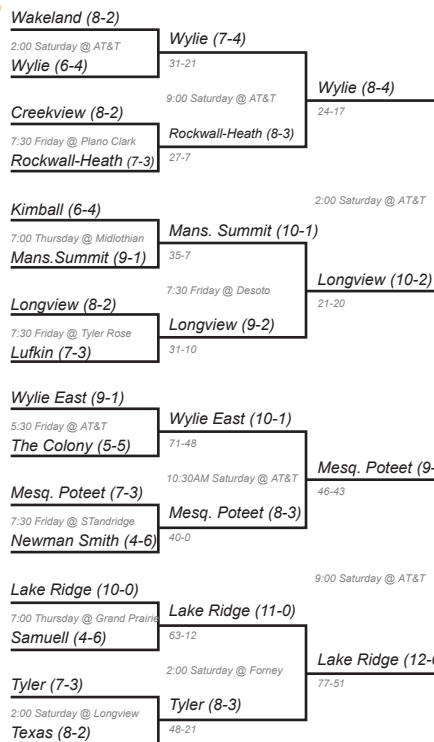 Wakeland (8-2)
2:00 Saturday @ AT&T
Wylie (6-4)
Creekview (8-2)
7:30 Friday @ Plano Clark
Rockwall-Heath (7-3)
Kimball (6-4)
7:00 Thursday @ Midlothian
Mans.Summit (9-1)
Longview (8-2)
7:30 Friday @ Tyler Rose
Lufkin (7-3)
Wylie East (9-1)
5:30 Friday @ AT&T
The Colony (5-5)
Mesq. Poteet (7-3)
7:30 Friday @ STandridge
Newman Smith (4-6)
Lake Ridge (10-0)
7:00 Thursday @ Grand Prairie
Samuell (4-6)
Tyler (7-3)
2:00 Saturday @ Longview
Texas (8-2)
Wylie (7-4)
31-21
9:00 Saturday @ AT&T
Rockwall-Heath (8-3)
27-7
Mans. Summit (10-1)
35-7
7:30 Friday @ Desoto
Longview (9-2)
31-10
Wylie East (10-1)
71-48
10:30AM Saturday @ AT&T
Mesq. Poteet (8-3)
40-0
Lake Ridge (11-0)
63-12
2:00 Saturday @ Forney
Tyler (8-3)
48-21
Wylie (8-4)
24-17
2:00 Saturday @ AT&T
Longview (10-2)
21-20
Mesq. Poteet (9-
46-43
9:00 Saturday @ AT&T
Lake Ridge (12-
77-51